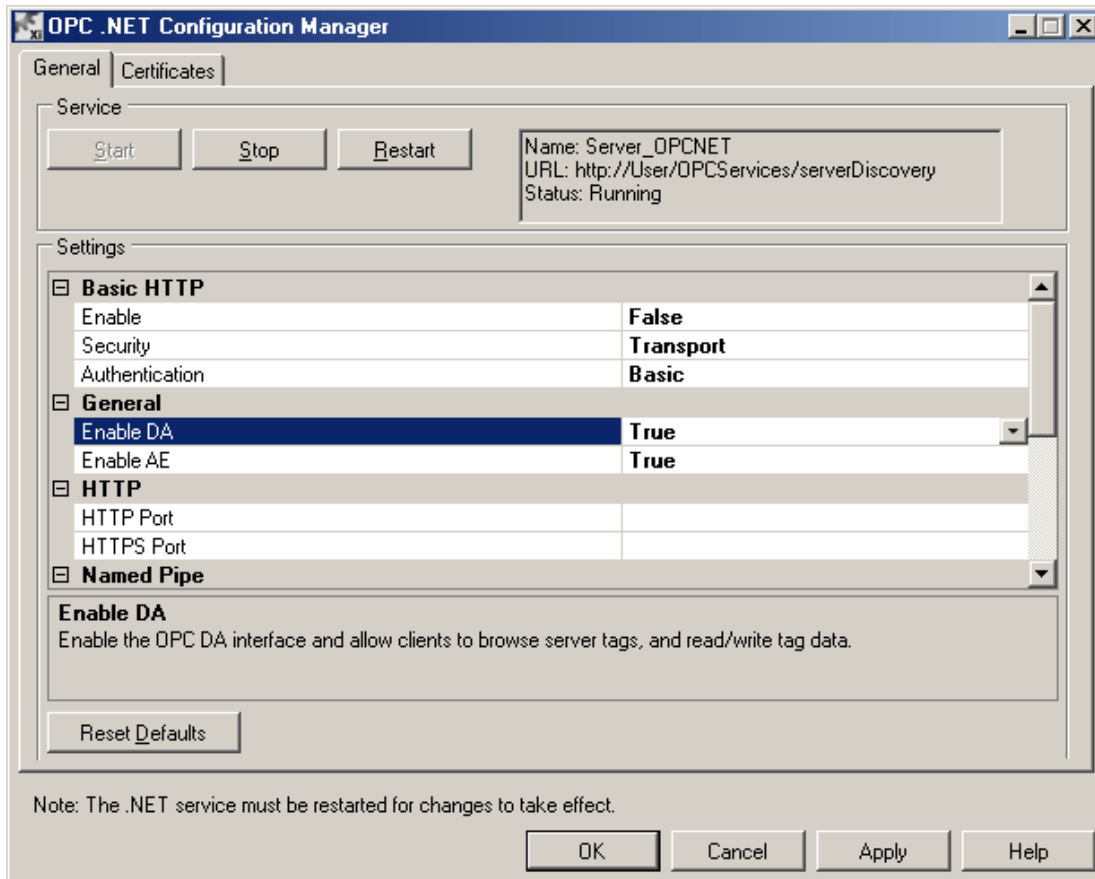 OPC .NET Configuration Manager
General Certificates
Service
Start Stop Restart
Name: Server_OPCNET
URL: http://User/OPCServices/serverDiscovery
Status: Running
Settings
Basic HTTP
Enable False
Security Transport
Authentication Basic
General
Enable DA True
Enable AE True
HTTP
HTTP Port
HTTPS Port
Named Pipe
Enable DA
Enable the OPC DA interface and allow clients to browse server tags, and read/write tag data.
Reset Defaults
Note: The .NET service must be restarted for changes to take effect.
OK Cancel Apply Help